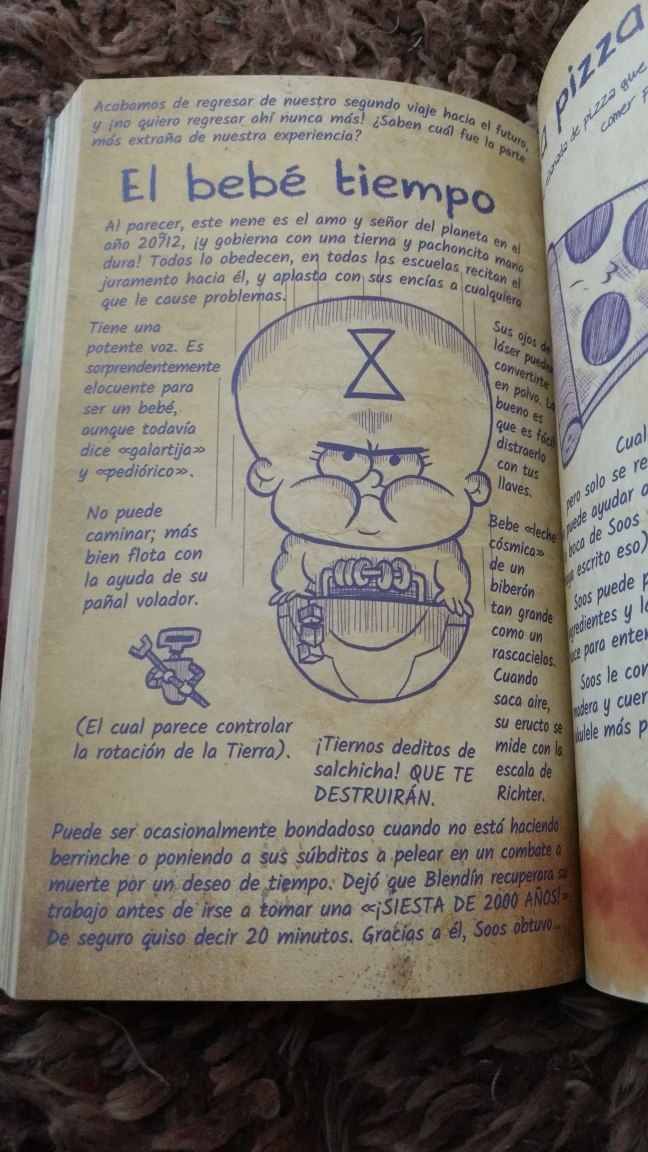 Acabamos de regresar de nuestro segundo viaje hacia el futuro,
y ¡no quiero regresar ahí nunca más! ¿Saben cuál fue la parte
más extraña de nuestra experiencia?
El bebé tiempo
Al parecer, este nene es el amo y señor del planeta en el
año 207̃12, ¡y gobierna con una tierna y pachoncita mano
dura! Todos lo obedecen, en todas las escuelas recitan el
juramento hacia él, y aplasta con sus encías a cualquiera
que le cause problemas.
Tiene una
potente voz. Es
sorprendentemente
elocuente para
ser un bebé,
aunque todavía
dice «galartija»
y «pediórico».
No puede
caminar; más
bien flota con
la ayuda de su
pañal volador.
(El cual parece controlar
la rotación de la Tierra).
Sus ojos de
láser pueden
convertirte
en polvo. Lo
bueno es
que es fácil
distraerlo
con tus
llaves.
Bebe «leche
cósmica»
de un
biberón
tan grande
como un
rascacielos.
Cuando
saca aire,
su eructo se
mide con la
escala de
Richter.
¡Tiernos deditos de
salchicha! QUE TE
DESTRUIRÁN.
Puede ser ocasionalmente bondadoso cuando no está haciendo
berrinche o poniendo a sus súbditos a pelear en un combate a
muerte por un deseo de tiempo. Dejó que Blendín recuperara su
trabajo antes de irse a tomar una «¡SIESTA DE 2000 AÑOS!»
De seguro quiso decir 20 minutos. Gracias a él, Soos obtuvo...
pizza
de pizza que
comer
Cual
pero solo se
puede ayudar
boca de Soos
escrito eso)
Soos puede
y
para
Soos le
y
más